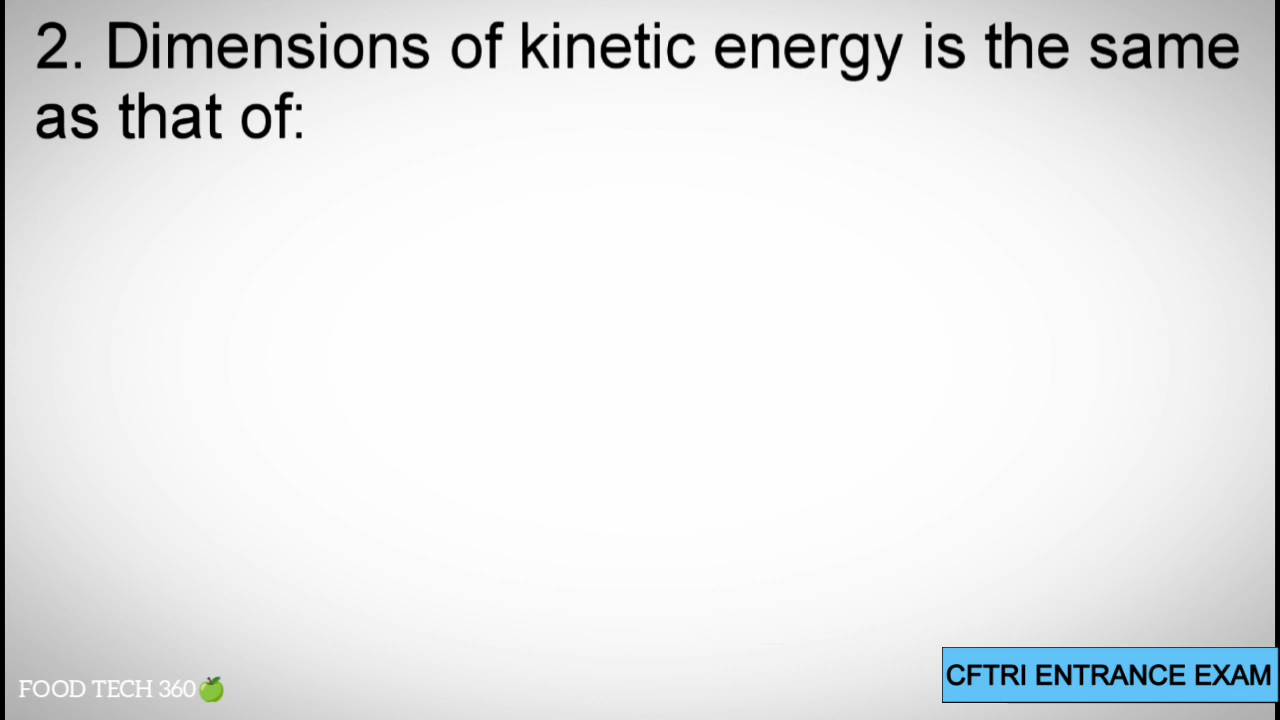 2. Dimensions of kinetic energy is the same
as that of:
FOOD TECH 360
CFTRI ENTRANCE EXAM